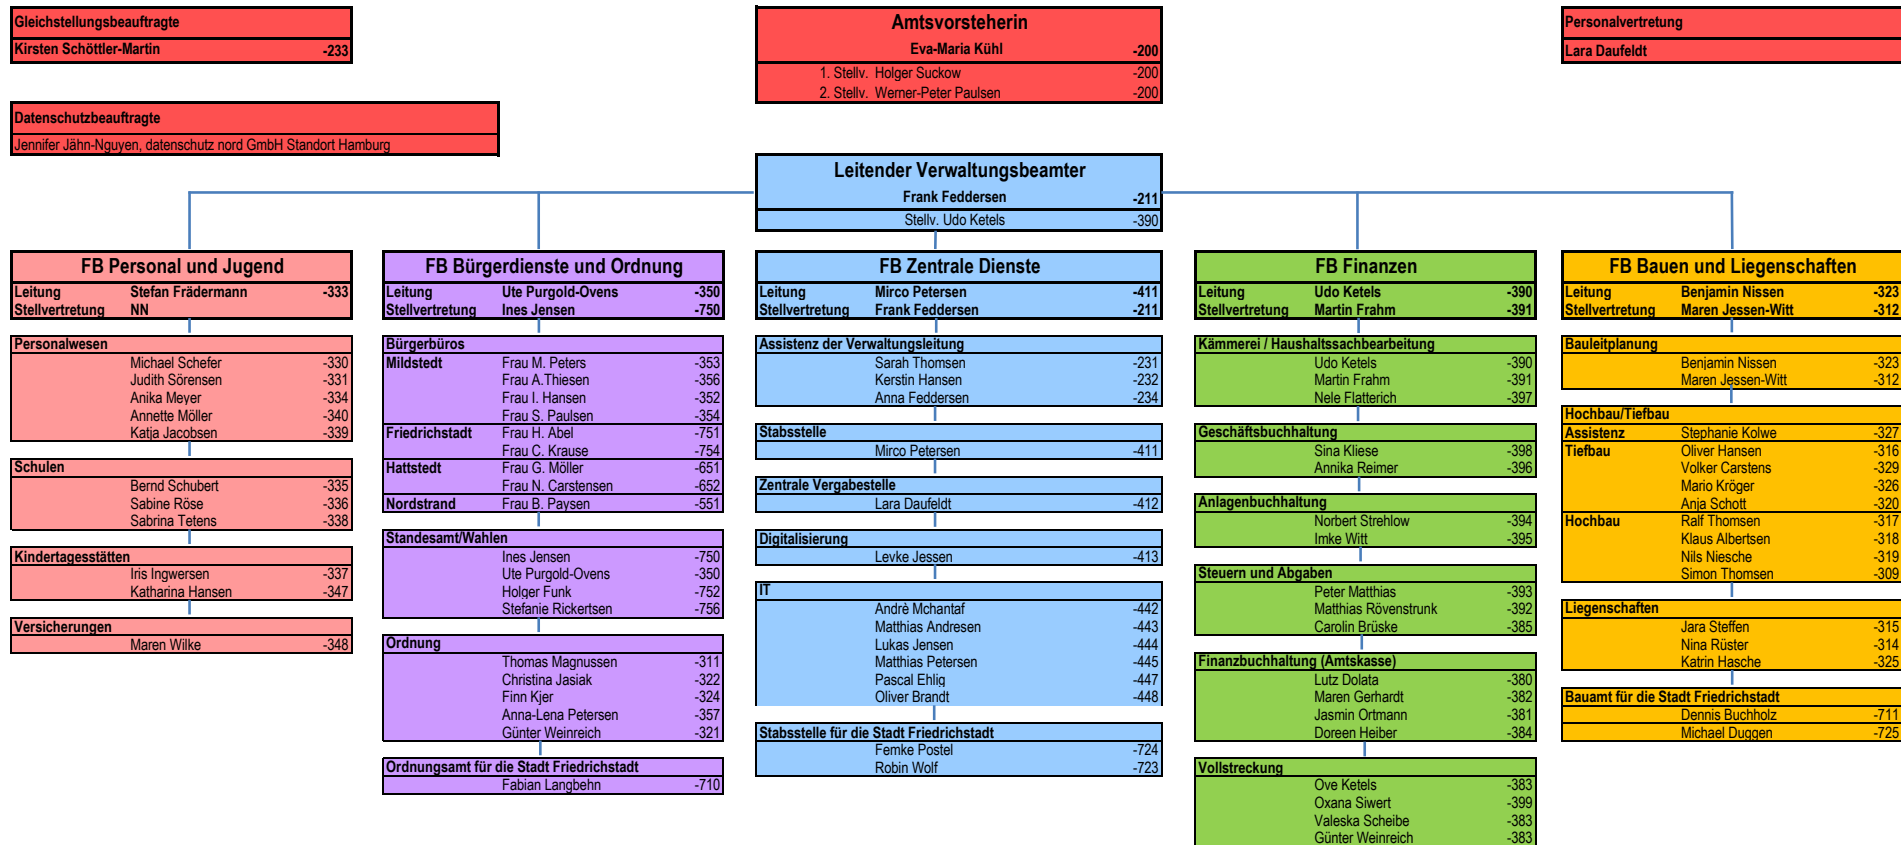 Gleichstellungsbeauftragte
Kirsten Schöttler-Martin -233
Amtsvorsteherin
Eva-Maria Kühl -200
1. Stellv. Holger Suckow -200
2. Stellv. Werner-Peter Paulsen -200
Personalvertretung
Lara Daufeldt
Datenschutzbeauftragte
Jennifer Jähn-Nguyen, datenschutz nord GmbH Standort Hamburg
Leitender Verwaltungsbeamter
Frank Feddersen -211
Stellv. Udo Ketels -390
FB Personal und Jugend
Leitung Stefan Frädermann -333
Stellvertretung NN
Personalwesen
Michael Schefer -330
Judith Sörensen -331
Anika Meyer -334
Annette Möller -340
Katja Jacobsen -339
Schulen
Bernd Schubert -335
Sabine Röse -336
Sabrina Tetens -338
Kindertagesstätten
Iris Ingwersen -337
Katharina Hansen -347
Versicherungen
Maren Wilke -348
FB Bürgerdienste und Ordnung
Leitung Ute Purgold-Ovens -350
Stellvertretung Ines Jensen -750
Bürgerbüros
Mildstedt Frau M. Peters -353
Frau A.Thiesen -356
Frau I. Hansen -352
Frau S. Paulsen -354
Friedrichstadt Frau H. Abel -751
Frau C. Krause -754
Hattstedt Frau G. Möller -651
Frau N. Carstensen -652
Nordstrand Frau B. Paysen -551
Standesamt/Wahlen
Ines Jensen -750
Ute Purgold-Ovens -350
Holger Funk -752
Stefanie Rickertsen -756
Ordnung
Thomas Magnussen -311
Christina Jasiak -322
Finn Kjer -324
Anna-Lena Petersen -357
Günter Weinreich -321
Ordnungsamt für die Stadt Friedrichstadt
Fabian Langbehn -710
FB Zentrale Dienste
Leitung Mirco Petersen -411
Stellvertretung Frank Feddersen -211
Assistenz der Verwaltungsleitung
Sarah Thomsen -231
Kerstin Hansen -232
Anna Feddersen -234
Stabsstelle
Mirco Petersen -411
Zentrale Vergabestelle
Lara Daufeldt -412
Digitalisierung
Levke Jessen -413
IT
Andrè Mchantaf -442
Matthias Andresen -443
Lukas Jensen -444
Matthias Petersen -445
Pascal Ehlig -447
Oliver Brandt -448
Stabsstelle für die Stadt Friedrichstadt
Femke Postel -724
Robin Wolf -723
FB Finanzen
Leitung Udo Ketels -390
Stellvertretung Martin Frahm -391
Kämmerei / Haushaltssachbearbeitung
Udo Ketels -390
Martin Frahm -391
Nele Flatterich -397
Geschäftsbuchhaltung
Sina Kliese -398
Annika Reimer -396
Anlagenbuchhaltung
Norbert Strehlow -394
Imke Witt -395
Steuern und Abgaben
Peter Matthias -393
Matthias Rövenstrunk -392
Carolin Brüske -385
Finanzbuchhaltung (Amtskasse)
Lutz Dolata -380
Maren Gerhardt -382
Jasmin Ortmann -381
Doreen Heiber -384
Vollstreckung
Ove Ketels -383
Oxana Siwert -399
Valeska Scheibe -383
Günter Weinreich -383
FB Bauen und Liegenschaften
Leitung Benjamin Nissen -323
Stellvertretung Maren Jessen-Witt -312
Bauleitplanung
Benjamin Nissen -323
Maren Jessen-Witt -312
Hochbau/Tiefbau
Assistenz Stephanie Kolwe -327
Tiefbau Oliver Hansen -316
Volker Carstens -329
Mario Kröger -326
Anja Schott -320
Hochbau Ralf Thomsen -317
Klaus Albertsen -318
Nils Niesche -319
Simon Thomsen -309
Liegenschaften
Jara Steffen -315
Nina Rüster -314
Katrin Hasche -325
Bauamt für die Stadt Friedrichstadt
Dennis Buchholz -711
Michael Duggen -725